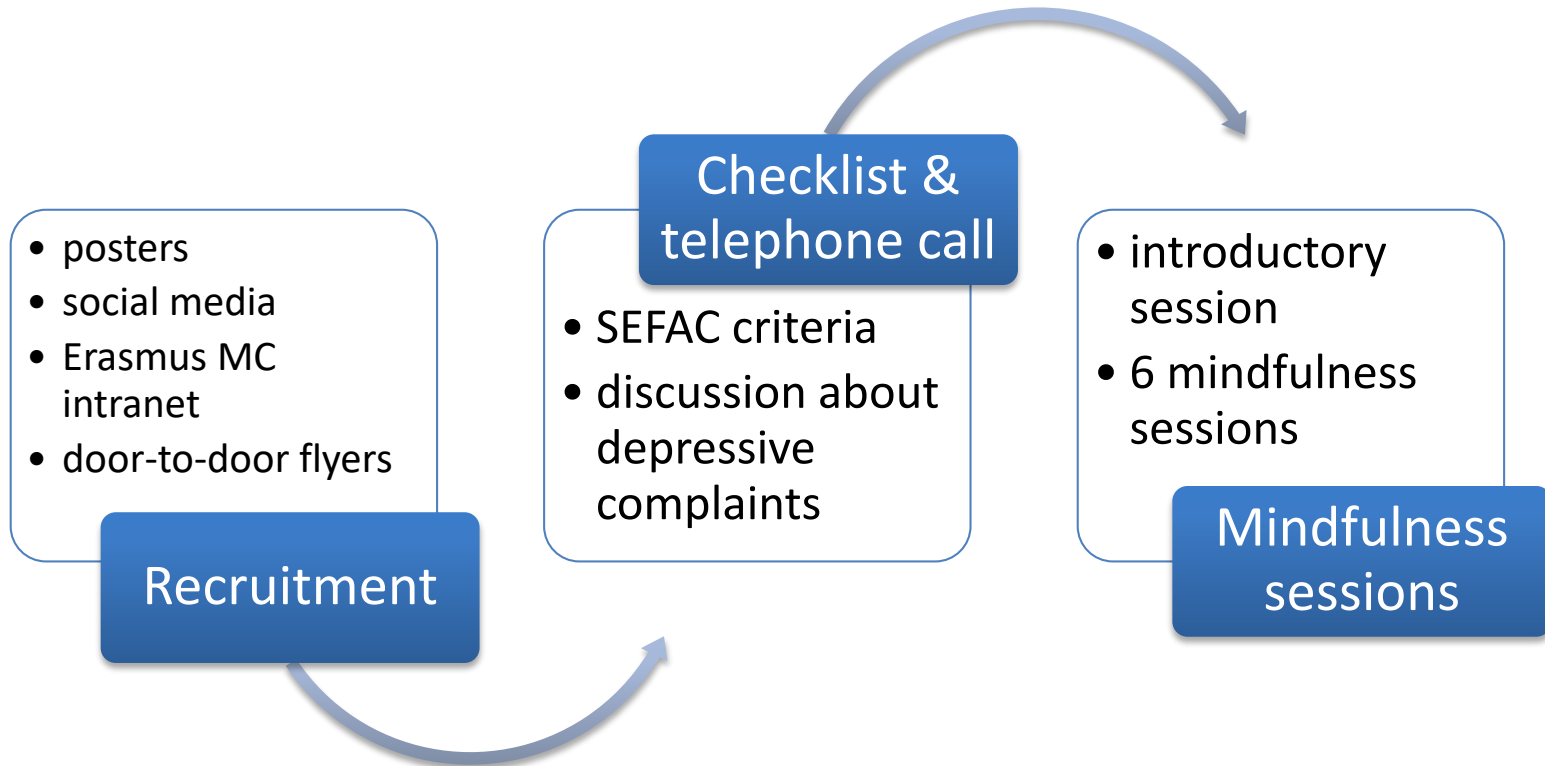 • posters
• social media
• Erasmus MC
intranet
• door-to-door flyers
Recruitment
Checklist &
telephone call
• SEFAC criteria
• discussion about
depressive
complaints
• introductory
session
• 6 mindfulness
sessions
Mindfulness
sessions